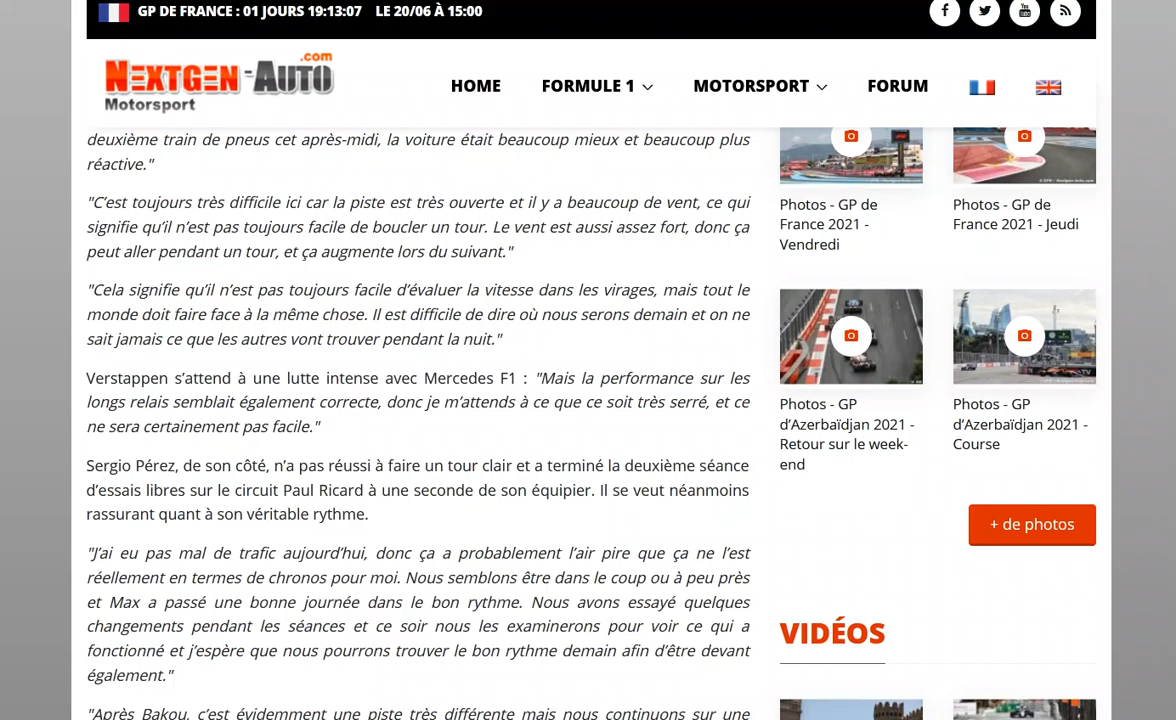 GP DE FRANCE : 01 JOURS 19:13:07 LE 20/06 À 15:00
NEXTGEN-AUTO.com
Motorsport
HOME FORMULE 1 MOTORSPORT FORUM
deuxième train de pneus cet après-midi, la voiture était beaucoup mieux et beaucoup plus
réactive."
"C’est toujours très difficile ici car la piste est très ouverte et il y a beaucoup de vent, ce qui
signifie qu’il n’est pas toujours facile de boucler un tour. Le vent est aussi assez fort, donc ça
peut aller pendant un tour, et ça augmente lors du suivant."
"Cela signifie qu’il n’est pas toujours facile d’évaluer la vitesse dans les virages, mais tout le
monde doit faire face à la même chose. Il est difficile de dire où nous serons demain et on ne
sait jamais ce que les autres vont trouver pendant la nuit."
Verstappen s’attend à une lutte intense avec Mercedes F1 : "Mais la performance sur les
longs relais semblait également correcte, donc je m’attends à ce que ce soit très serré, et ce
ne sera certainement pas facile."
Sergio Pérez, de son côté, n’a pas réussi à faire un tour clair et a terminé la deuxième séance
d’essais libres sur le circuit Paul Ricard à une seconde de son équipier. Il se veut néanmoins
rassurant quant à son véritable rythme.
"J’ai eu pas mal de trafic aujourd’hui, donc ça a probablement l’air pire que ça ne l’est
réellement en termes de chronos pour moi. Nous semblons être dans le coup ou à peu près
et Max a passé une bonne journée dans le bon rythme. Nous avons essayé quelques
changements pendant les séances et ce soir nous les examinerons pour voir ce qui a
fonctionné et j’espère que nous pourrons trouver le bon rythme demain afin d’être devant
également."
"Après Bakou, c’est évidemment une piste très différente mais nous continuons sur une
Photos - GP de
France 2021 -
Vendredi
Photos - GP de
France 2021 - Jeudi
Photos - GP
d’Azerbaïdjan 2021 -
Retour sur le week-
end
Photos - GP
d’Azerbaïdjan 2021 -
Course
+ de photos
VIDÉOS